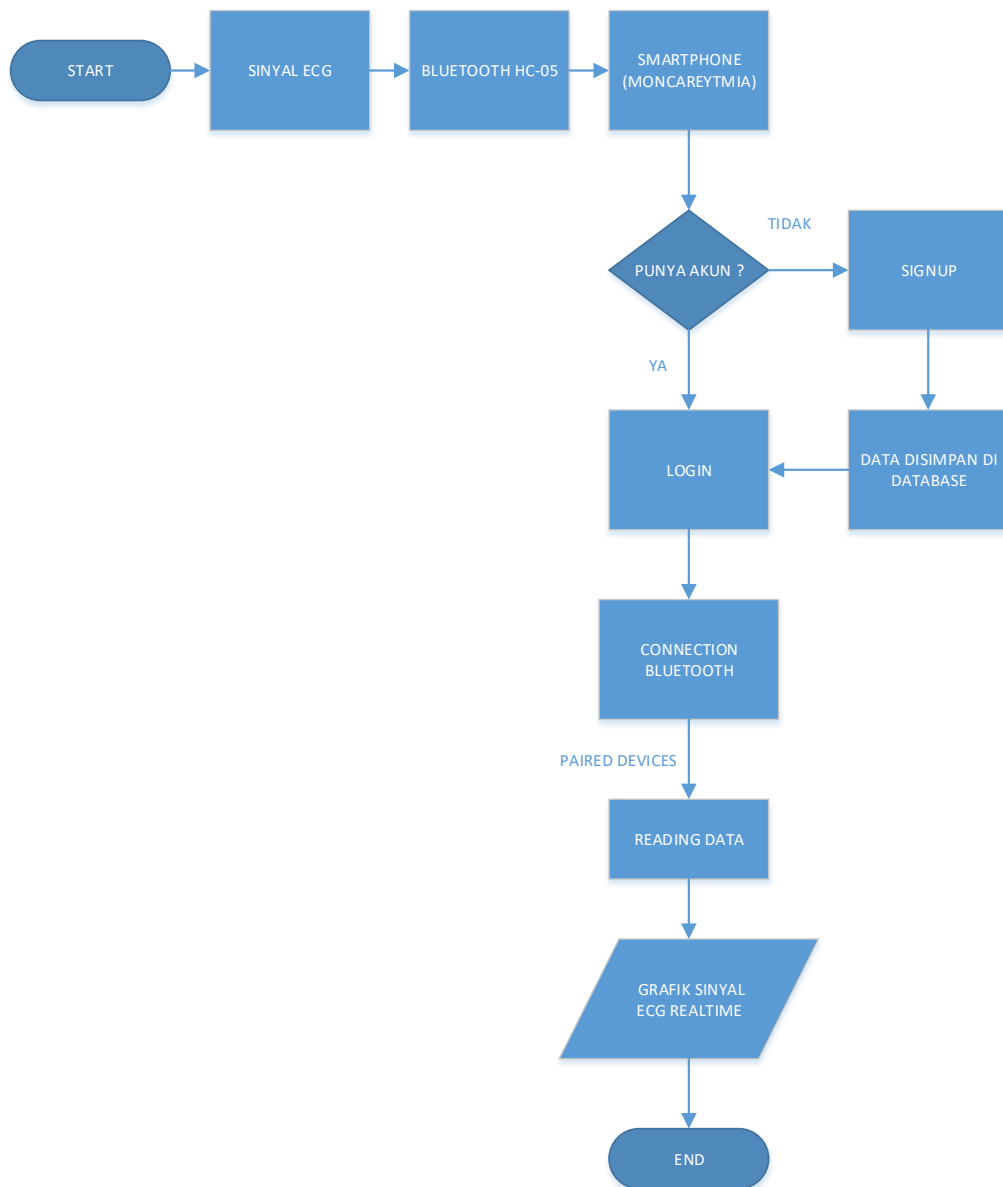 START
SINYAL ECG
BLUETOOTH HC-05
SMARTPHONE
(MONCAREYTMIA)
PUNYA AKUN ?
TIDAK
SIGNUP
YA
LOGIN
DATA DISIMPAN DI
DATABASE
CONNECTION
BLUETOOTH
PAIRED DEVICES
READING DATA
GRAFIK SINYAL
ECG REALTIME
END